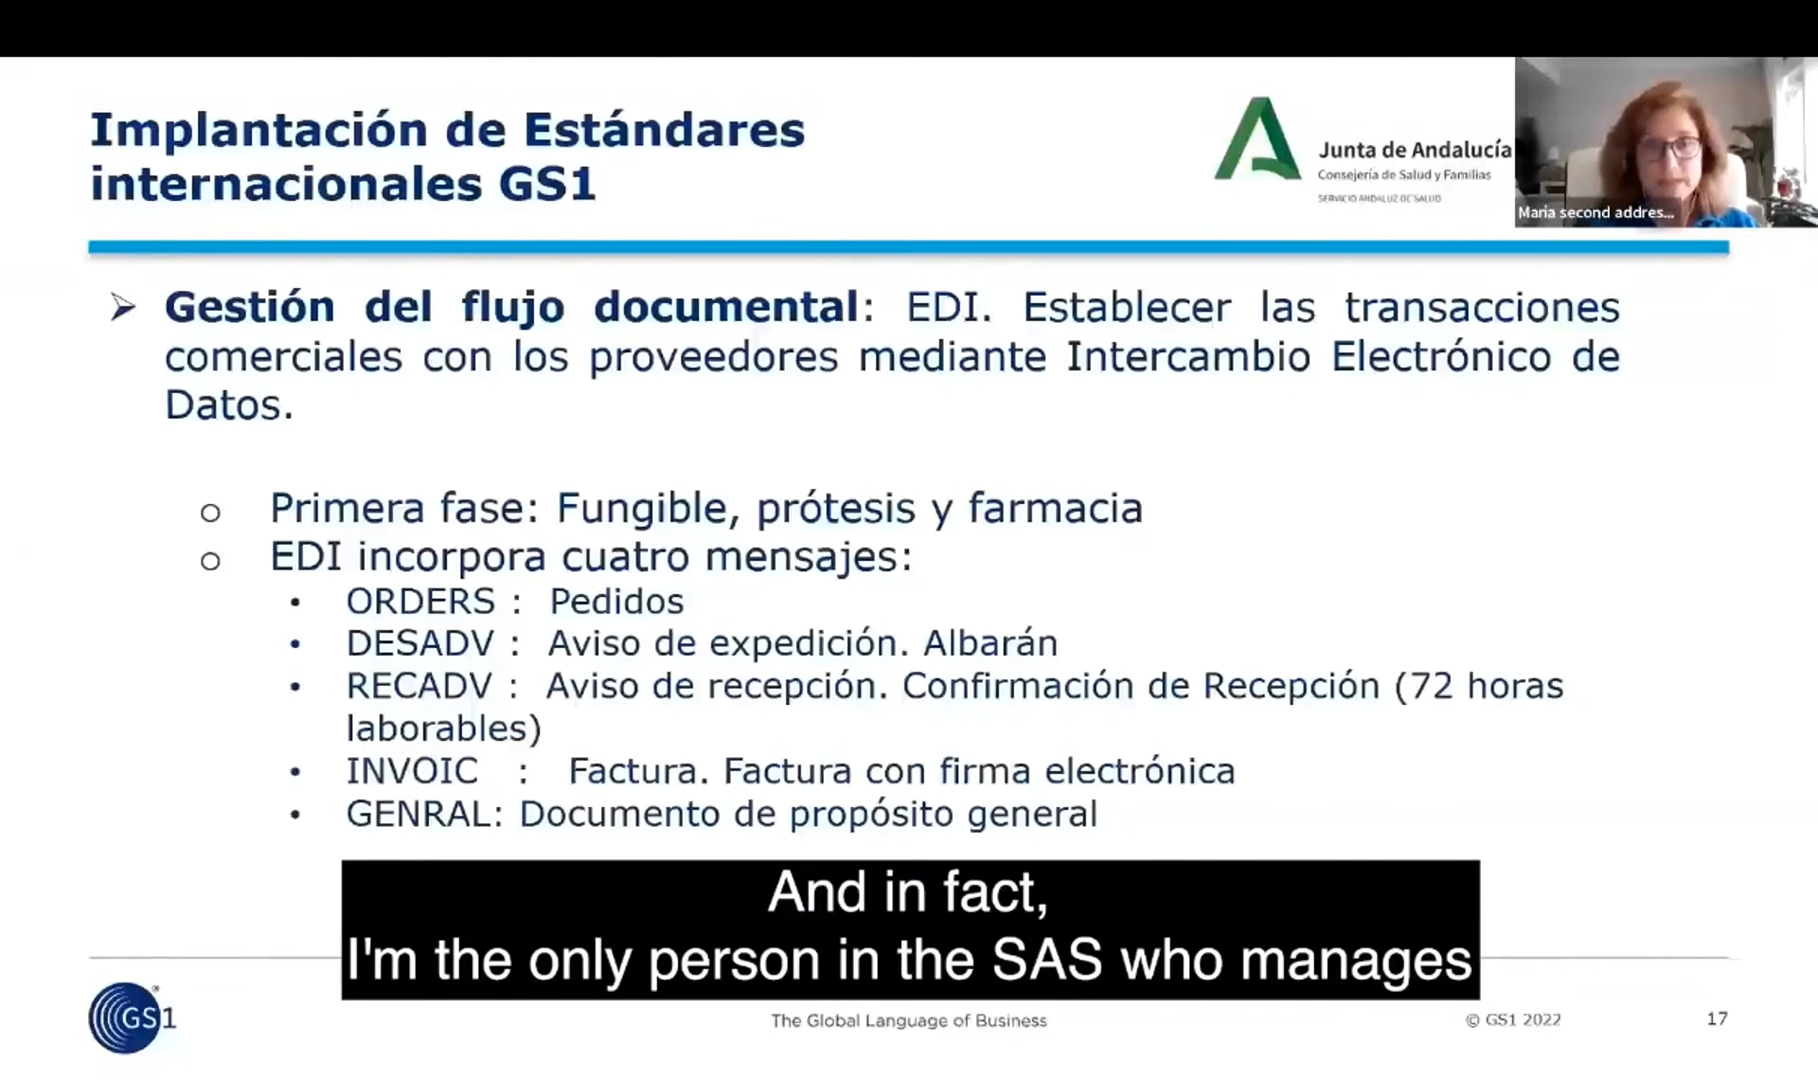 Implantación de Estándares
internacionales GS1
Junta de Andalucía
Consejería de Salud y Familias
SERVICIO ANDALUZ DE SALUD
Maria second addres...
➢ Gestión del flujo documental: EDI. Establecer las transacciones
comerciales con los proveedores mediante Intercambio Electrónico de
Datos.
o Primera fase: Fungible, prótesis y farmacia
o EDI incorpora cuatro mensajes:
• ORDERS : Pedidos
• DESADV : Aviso de expedición. Albarán
• RECADV : Aviso de recepción. Confirmación de Recepción (72 horas
laborables)
• INVOIC : Factura. Factura con firma electrónica
• GENRAL: Documento de propósito general
And in fact,
I'm the only person in the SAS who manages
GS1
The Global Language of Business
© GS1 2022
17